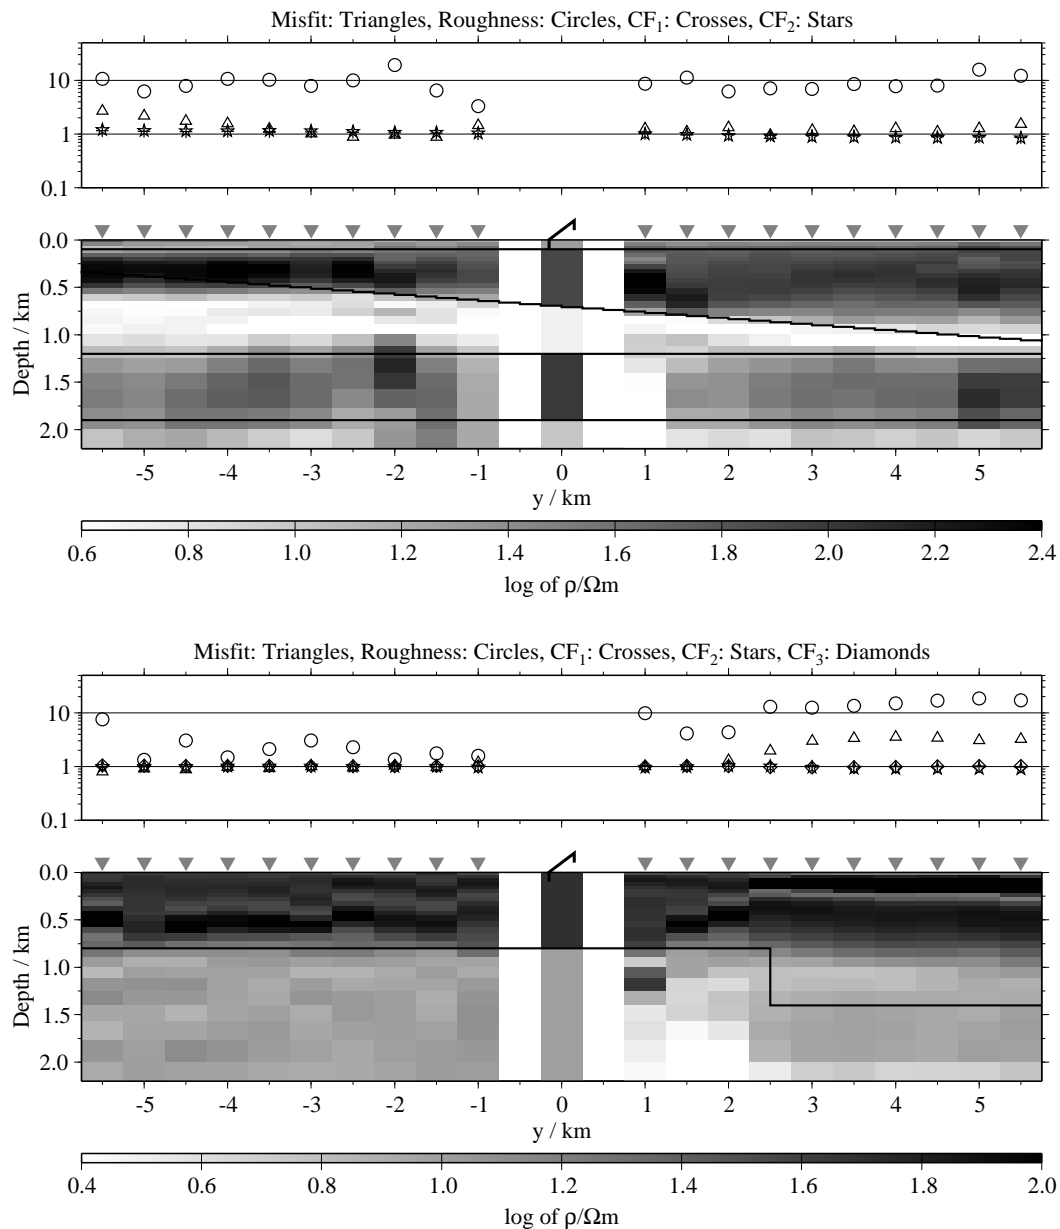 Misfit: Triangles, Roughness: Circles, CF₁: Crosses, CF₂: Stars
10
1
0.1
0.0
0.5
1.0
1.5
2.0
Depth / km
-5 -4 -3 -2 -1 0 1 2 3 4 5
y / km
0.6 0.8 1.0 1.2 1.4 1.6 1.8 2.0 2.2 2.4
log of ρ/Ωm
Misfit: Triangles, Roughness: Circles, CF₁: Crosses, CF₂: Stars, CF₃: Diamonds
10
1
0.1
0.0
0.5
1.0
1.5
2.0
Depth / km
-5 -4 -3 -2 -1 0 1 2 3 4 5
y / km
0.4 0.6 0.8 1.0 1.2 1.4 1.6 1.8 2.0
log of ρ/Ωm